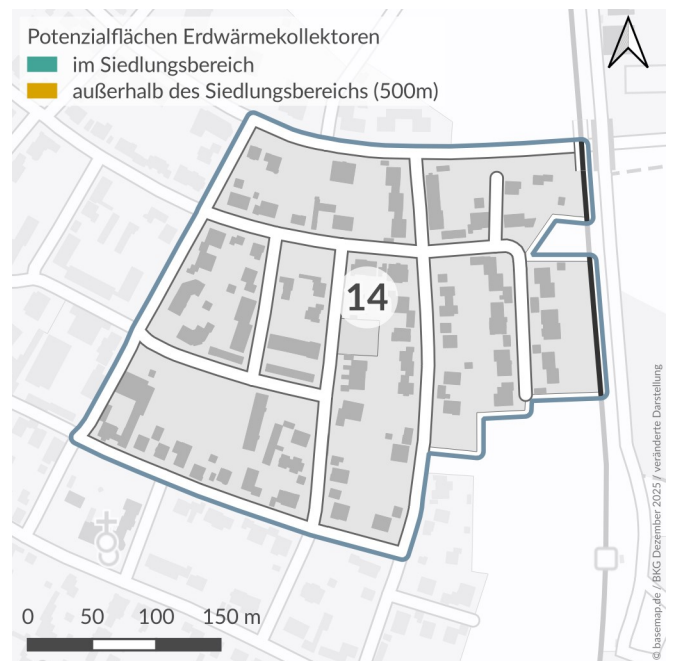 Potenzialflächen Erdwärmekollektoren
im Siedlungsbereich
außerhalb des Siedlungsbereichs (500m)
14
0 50 100 150 m
© basemap.de / BKG Dezember 2025 / veränderte Darstellung